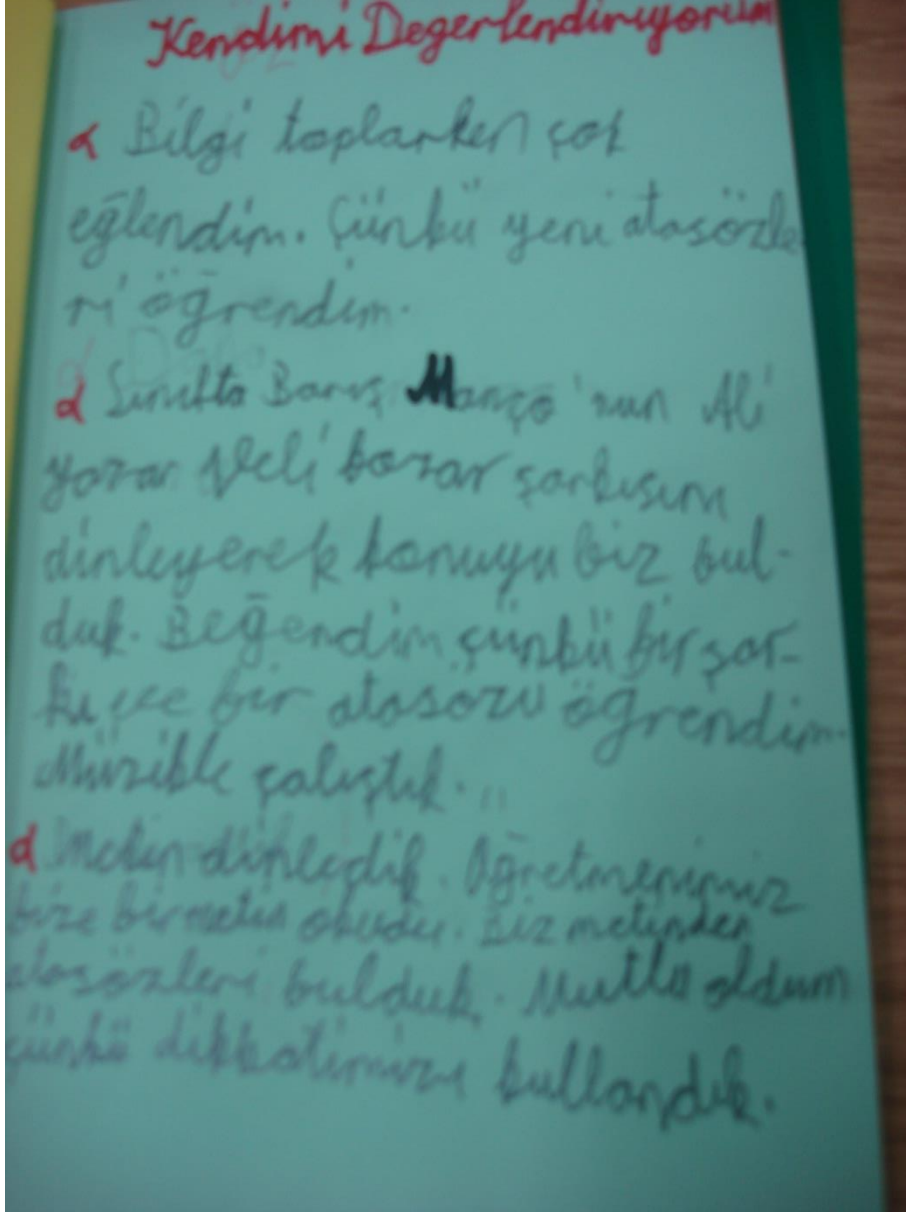 Kendimi Değerlendiriyorum
Bilgi toplarken çok
eğlendim. Çünkü yeni atasözle
ri öğrendim.
Sınıfta Barış Manço'nun Ali
yazar Veli bozar şarkısını
dinleyerek konuyu biz bul-
duk. Beğendim çünkü bir şar-
kı bir atasözü öğrendim.
Müzikle çalıştık.
Metin dinledik. Öğretmenimiz
bize bir metin okudu. Biz metinden
atasözleri bulduk. Mutlu oldum
çünkü dikkatimizi kullandık.